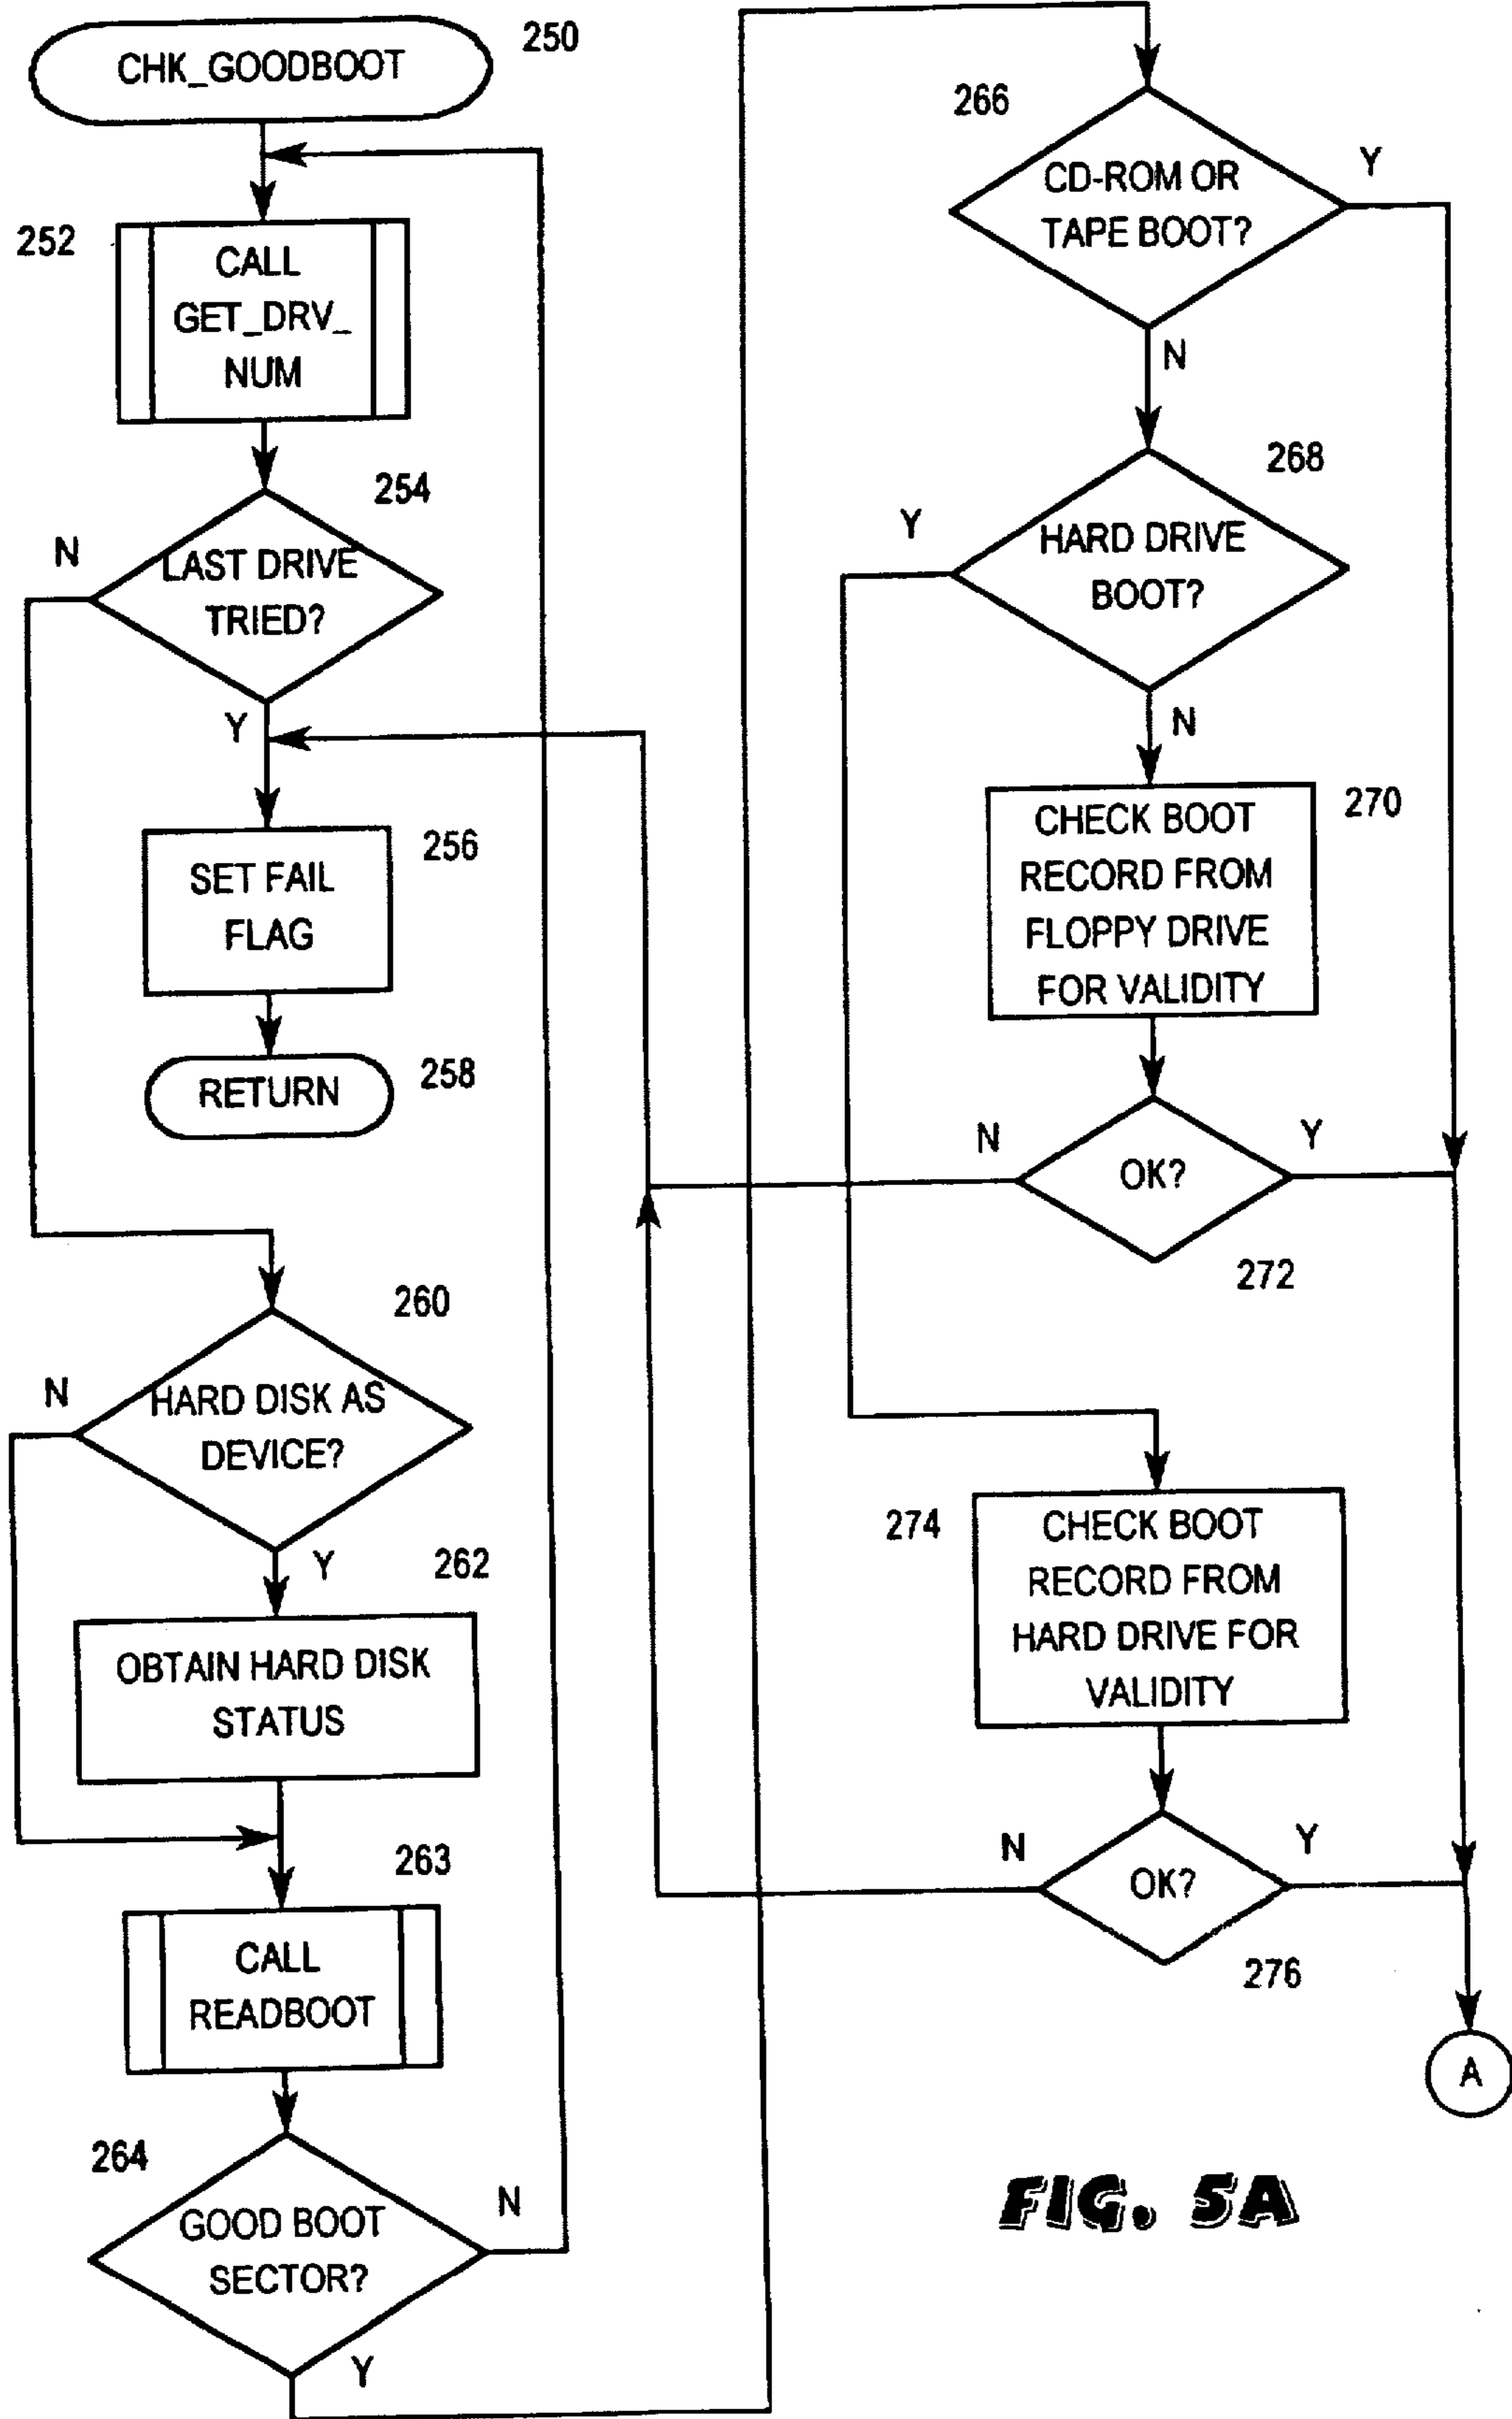 CHK_GOODBOOT
250
252
CALL
GET_DRV_
NUM
254
N
LAST DRIVE
TRIED?
Y
256
SET FAIL
FLAG
RETURN
258
260
N
HARD DISK AS
DEVICE?
Y
262
OBTAIN HARD DISK
STATUS
263
CALL
READBOOT
264
GOOD BOOT
SECTOR?
N
Y
266
CD-ROM OR
TAPE BOOT?
Y
N
268
Y
HARD DRIVE
BOOT?
N
270
CHECK BOOT
RECORD FROM
FLOPPY DRIVE
FOR VALIDITY
N
OK?
Y
272
274
CHECK BOOT
RECORD FROM
HARD DRIVE FOR
VALIDITY
N
OK?
Y
276
A
FIG. 5A